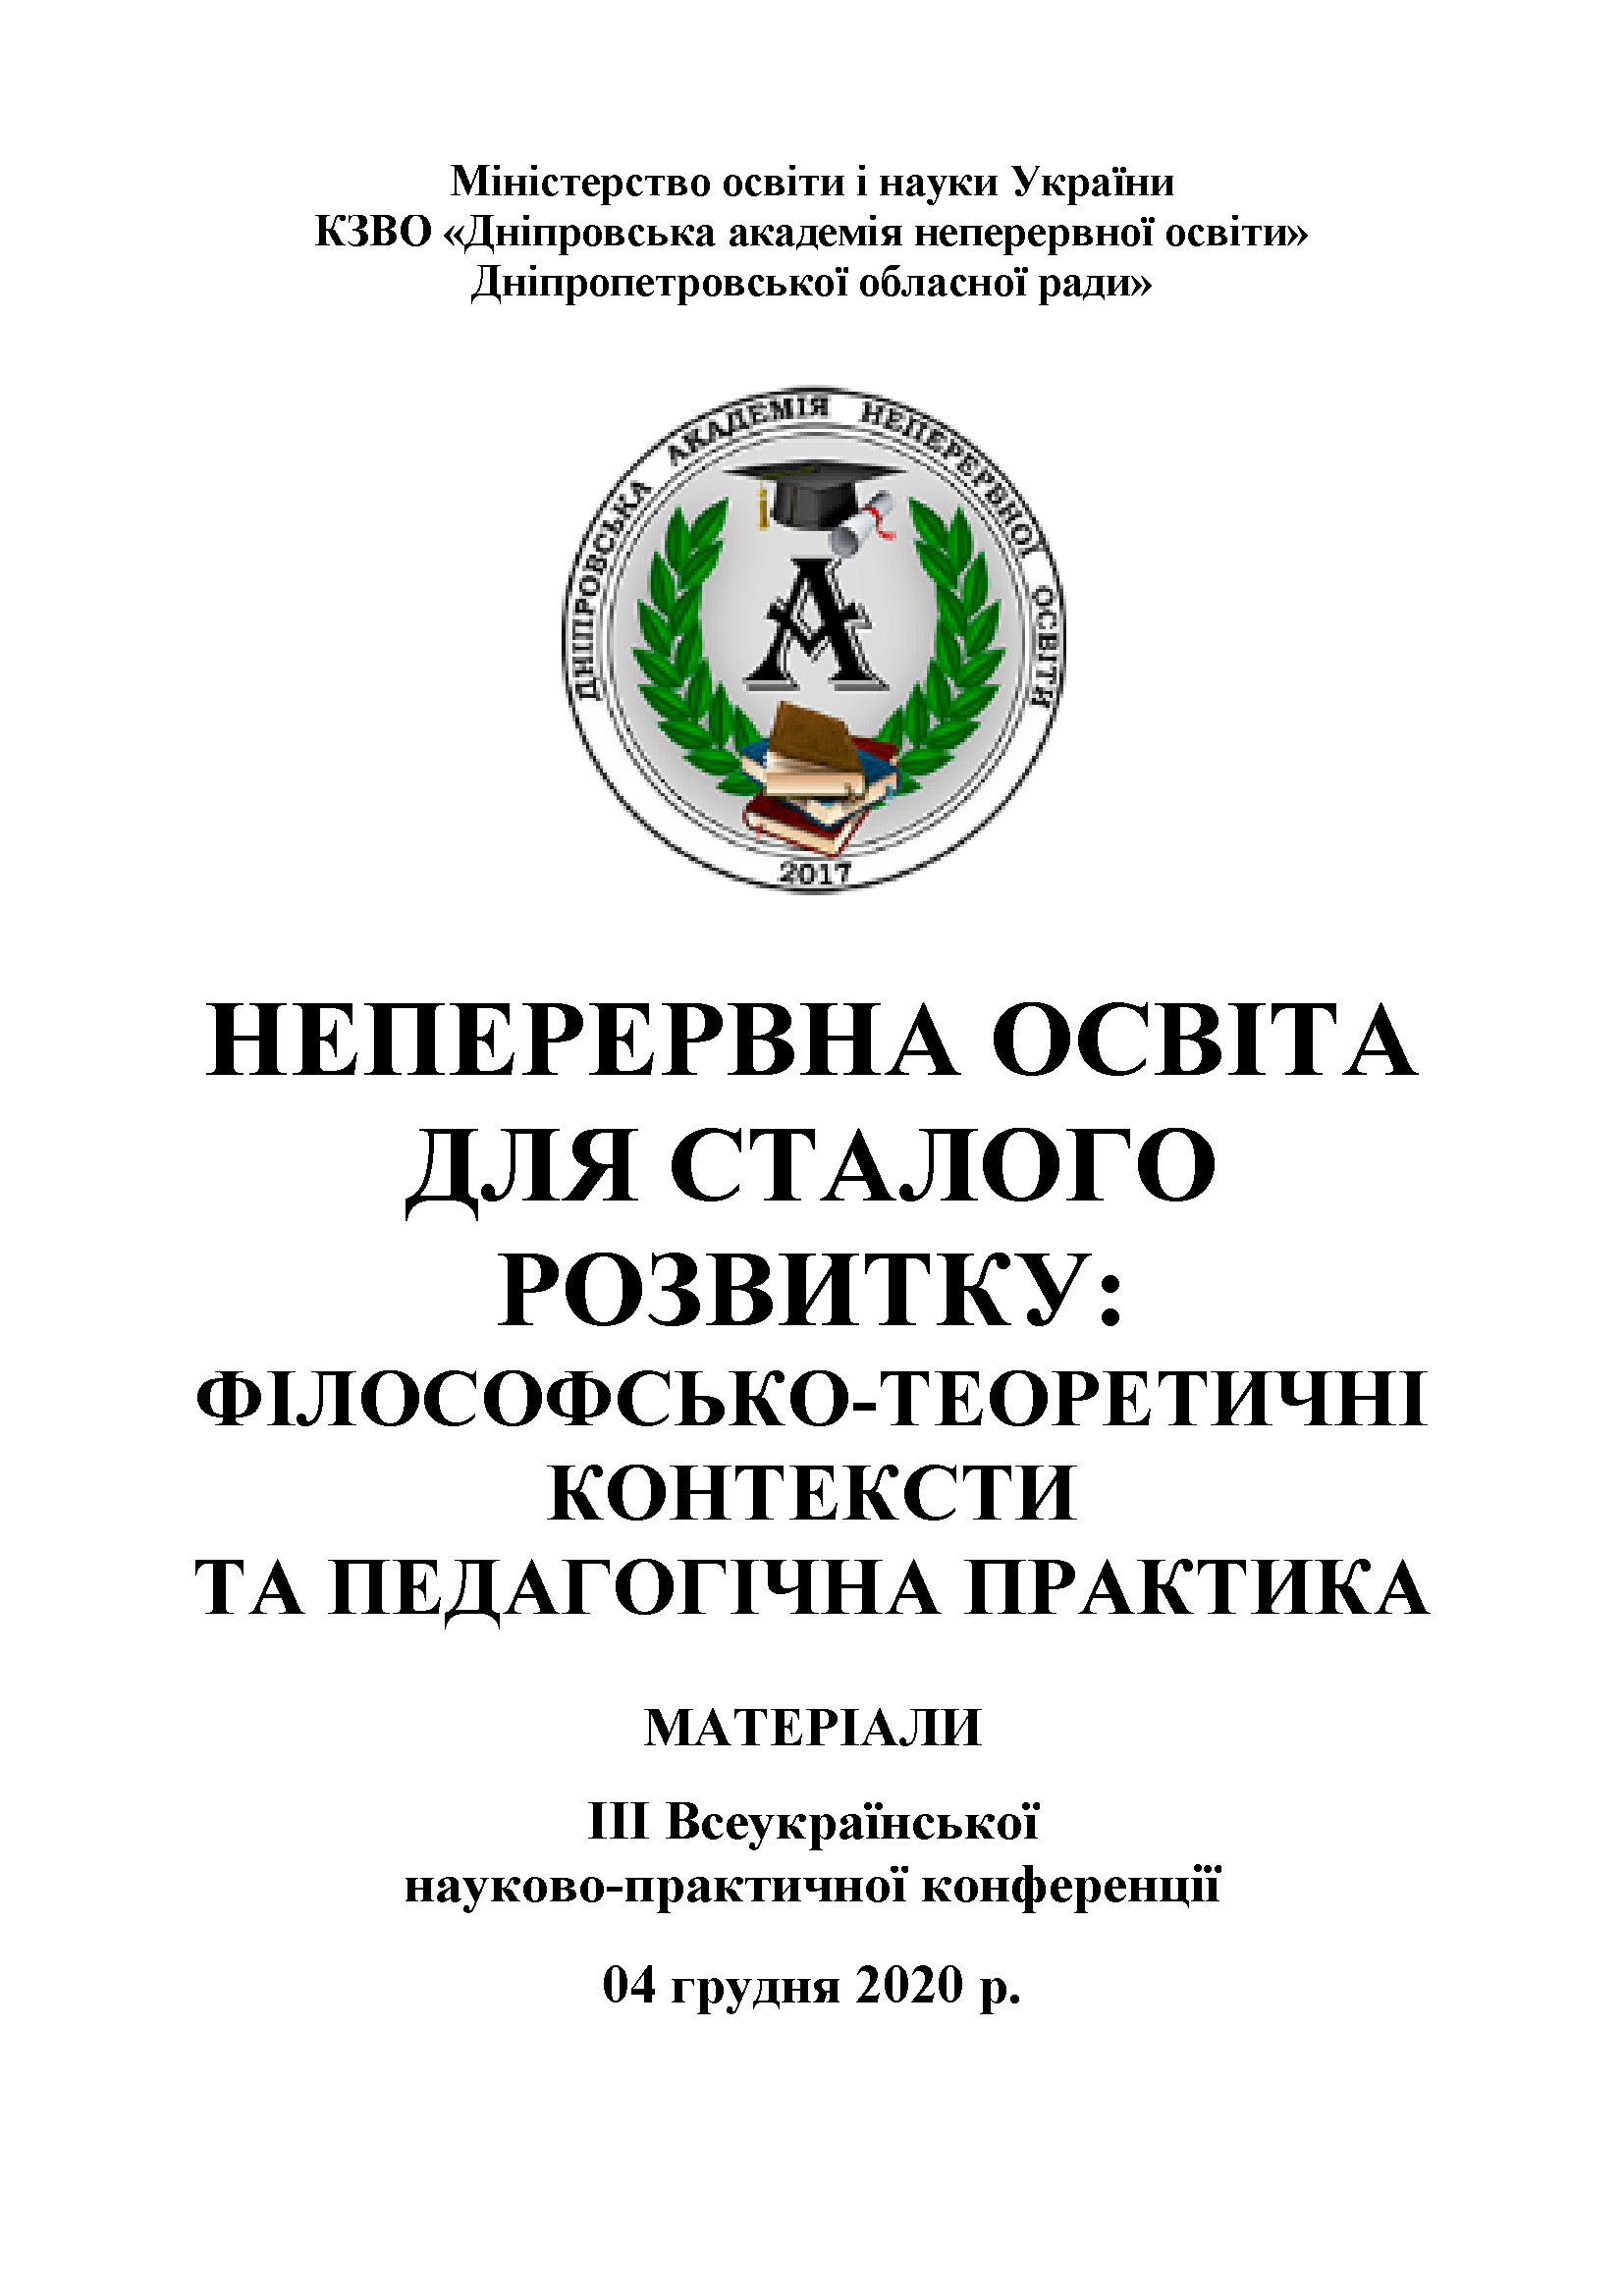 Міністерство освіти і науки України
КЗВО «Дніпровська академія неперервної освіти»
Дніпропетровської обласної ради»
ДНІПРОВСЬКА АКАДЕМІЯ НЕПЕРЕРВНОЇ ОСВІТИ
А
2017
НЕПЕРЕРВНА ОСВІТА
ДЛЯ СТАЛОГО
РОЗВИТКУ:
ФІЛОСОФСЬКО-ТЕОРЕТИЧНІ
КОНТЕКСТИ
ТА ПЕДАГОГІЧНА ПРАКТИКА
МАТЕРІАЛИ
ІІІ Всеукраїнської
науково-практичної конференції
04 грудня 2020 р.